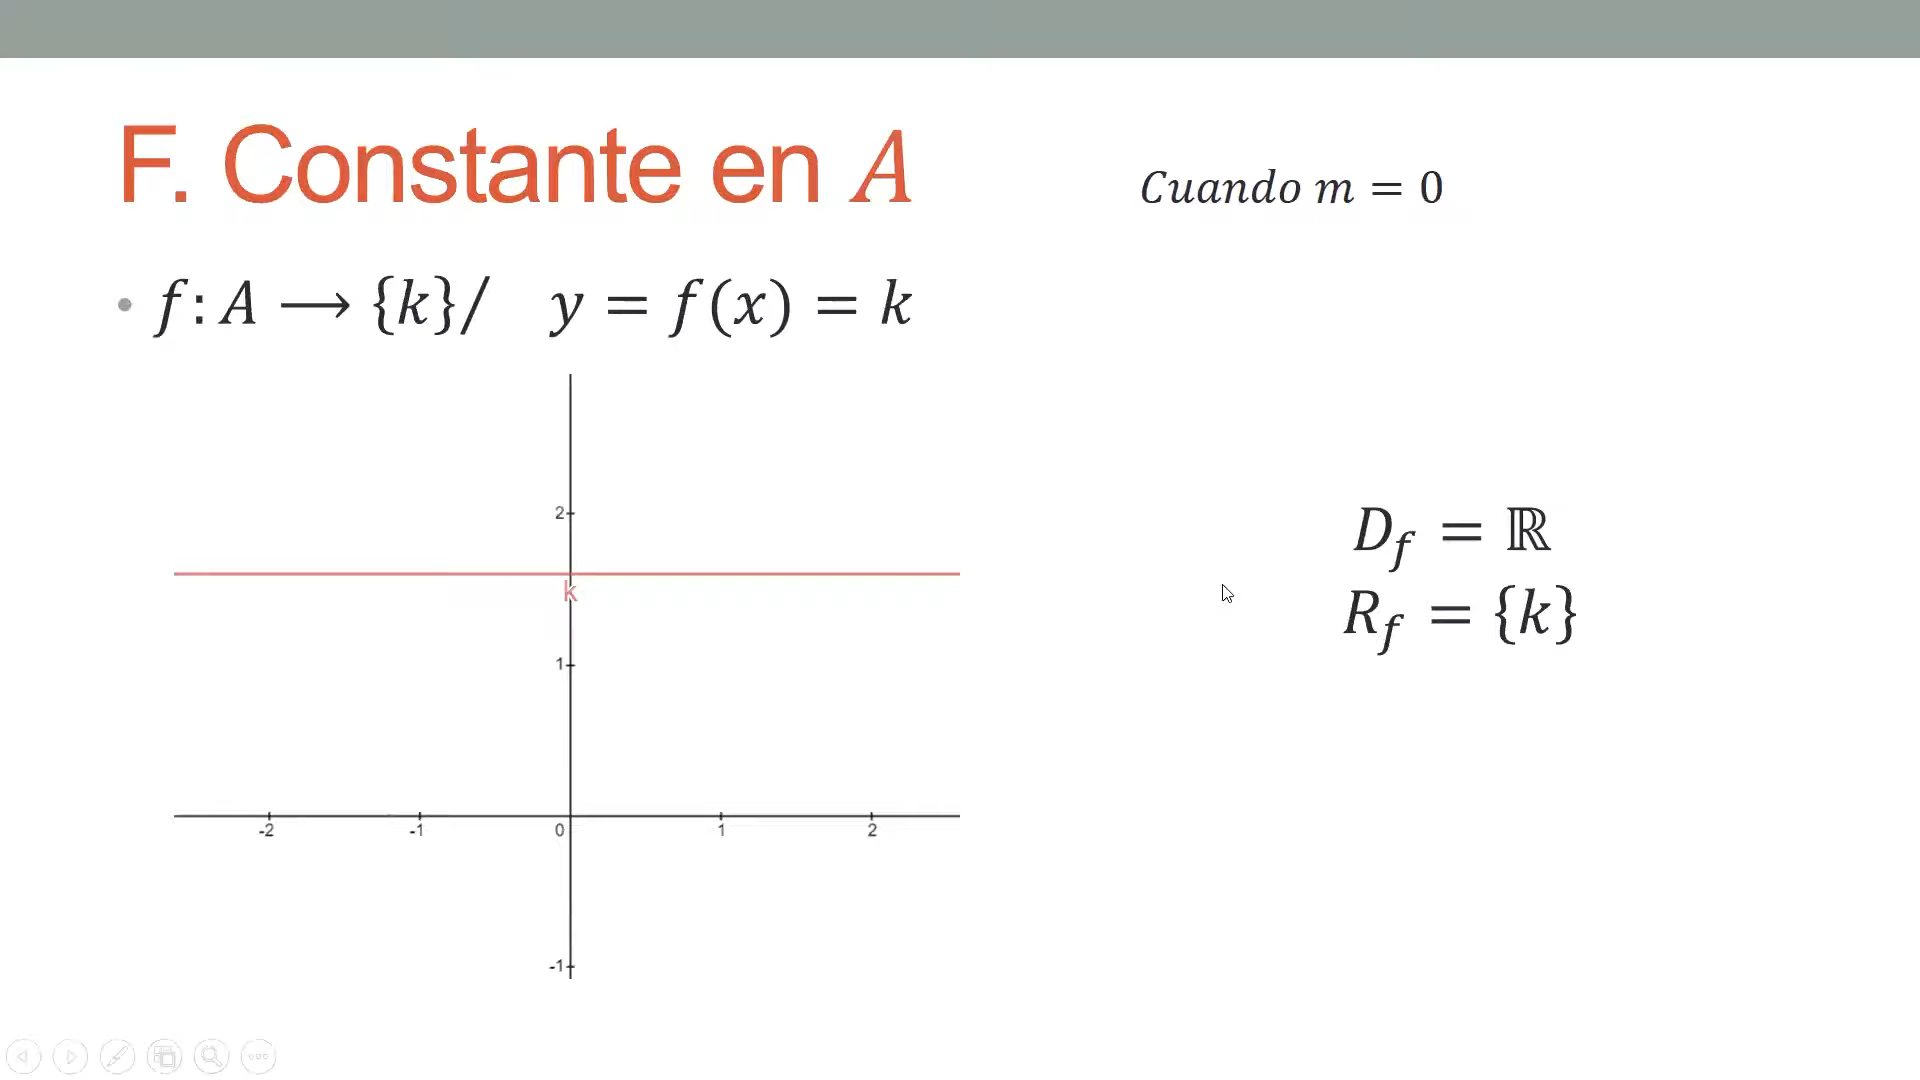 F. Constante en A
Cuando m = 0
• f: A ⟶ {k}/ y = f(x) = k
2
k
1
-2 -1 0 1 2
-1
D_f = ℝ
R_f = {k}